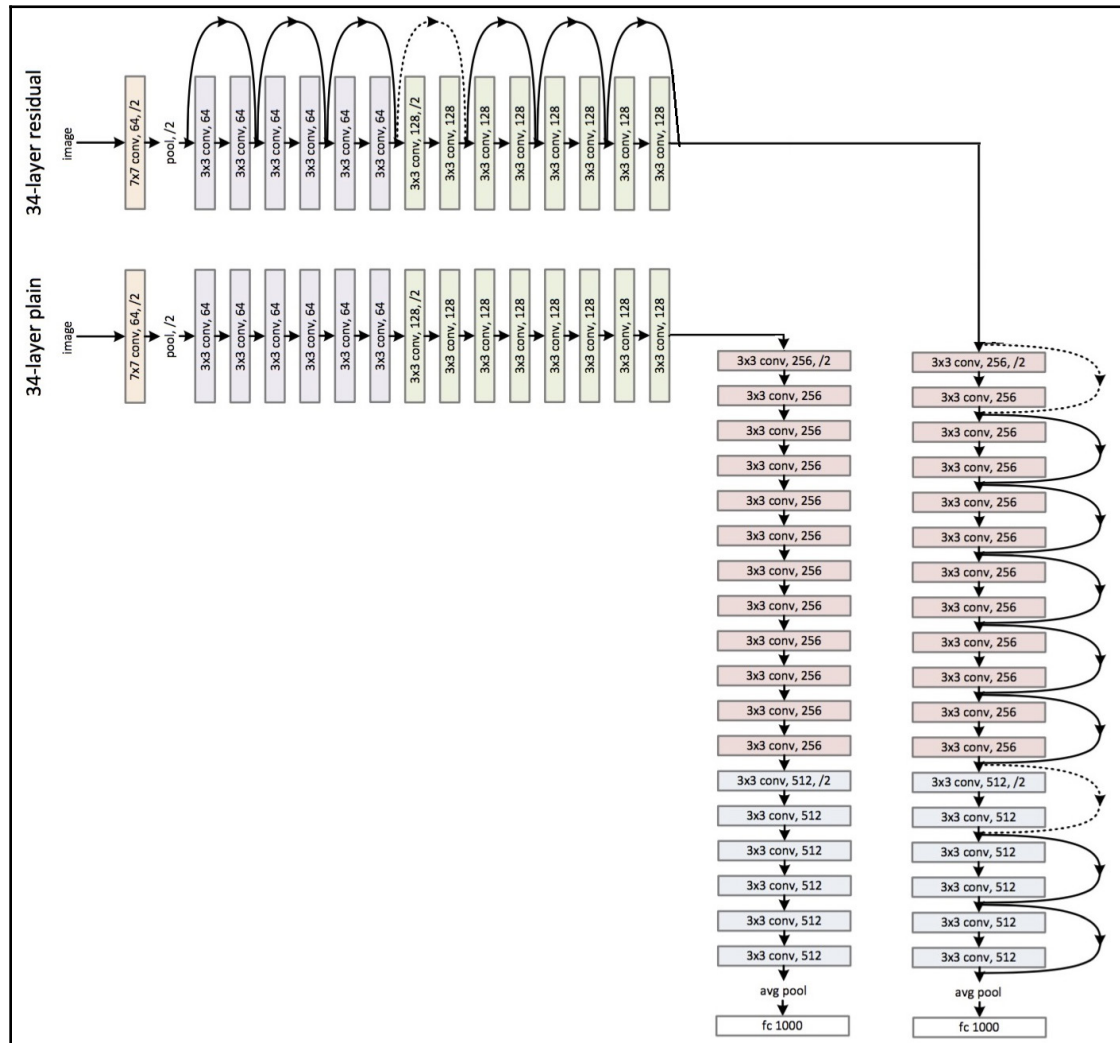 34-layer residual
image
7x7 conv, 64, /2
pool, /2
3x3 conv, 64
3x3 conv, 64
3x3 conv, 64
3x3 conv, 64
3x3 conv, 64
3x3 conv, 64
3x3 conv, 128, /2
3x3 conv, 128
3x3 conv, 128
3x3 conv, 128
3x3 conv, 128
3x3 conv, 128
3x3 conv, 128
3x3 conv, 128
34-layer plain
image
7x7 conv, 64, /2
pool, /2
3x3 conv, 64
3x3 conv, 64
3x3 conv, 64
3x3 conv, 64
3x3 conv, 64
3x3 conv, 64
3x3 conv, 128, /2
3x3 conv, 128
3x3 conv, 128
3x3 conv, 128
3x3 conv, 128
3x3 conv, 128
3x3 conv, 128
3x3 conv, 128
3x3 conv, 256, /2
3x3 conv, 256
3x3 conv, 256
3x3 conv, 256
3x3 conv, 256
3x3 conv, 256
3x3 conv, 256
3x3 conv, 256
3x3 conv, 256
3x3 conv, 256
3x3 conv, 256
3x3 conv, 256
3x3 conv, 512, /2
3x3 conv, 512
3x3 conv, 512
3x3 conv, 512
3x3 conv, 512
3x3 conv, 512
avg pool
fc 1000
3x3 conv, 256, /2
3x3 conv, 256
3x3 conv, 256
3x3 conv, 256
3x3 conv, 256
3x3 conv, 256
3x3 conv, 256
3x3 conv, 256
3x3 conv, 256
3x3 conv, 256
3x3 conv, 256
3x3 conv, 256
3x3 conv, 512, /2
3x3 conv, 512
3x3 conv, 512
3x3 conv, 512
3x3 conv, 512
3x3 conv, 512
avg pool
fc 1000